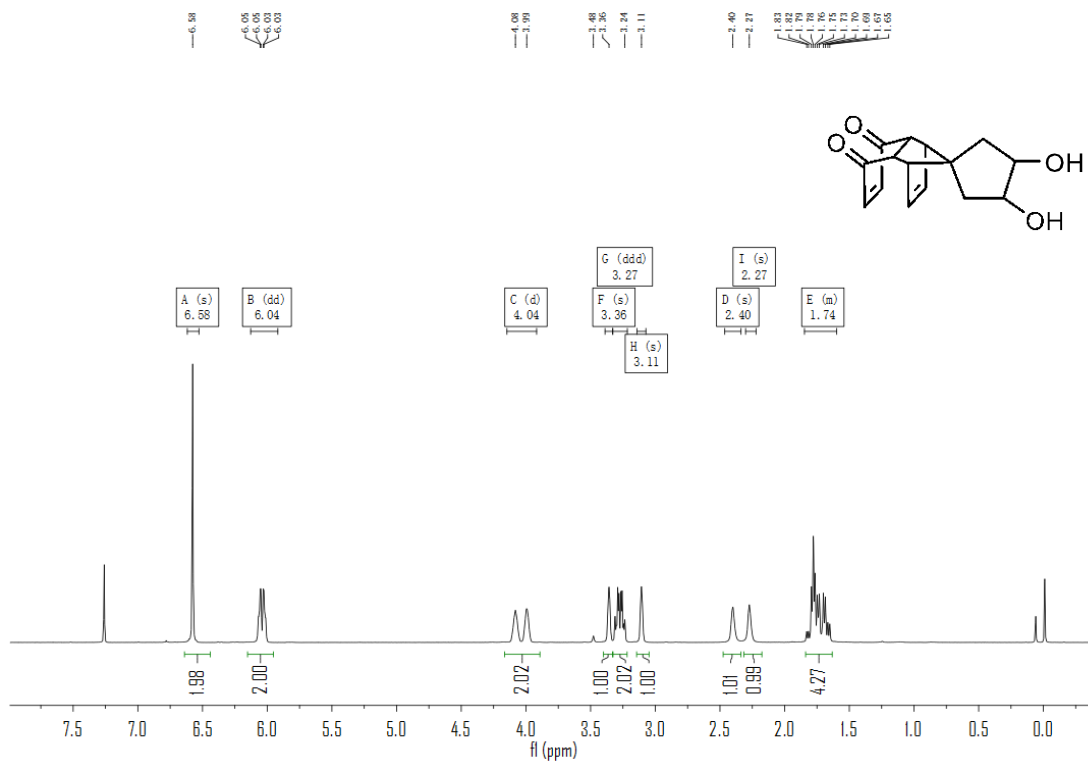 6.58
6.05
6.05
6.03
6.03
4.08
3.99
3.48
3.36
3.24
3.11
2.40
2.27
1.83
1.82
1.79
1.78
1.76
1.75
1.73
1.70
1.69
1.67
1.65
O
O
OH
OH
G (ddd)
3.27
I (s)
2.27
A (s)
6.58
B (dd)
6.04
C (d)
4.04
F (s)
3.36
D (s)
2.40
E (m)
1.74
H (s)
3.11
1.98
2.00
2.02
1.00
2.02
1.00
1.01
0.99
4.27
7.5 7.0 6.5 6.0 5.5 5.0 4.5 4.0 3.5 3.0 2.5 2.0 1.5 1.0 0.5 0.0
f1 (ppm)